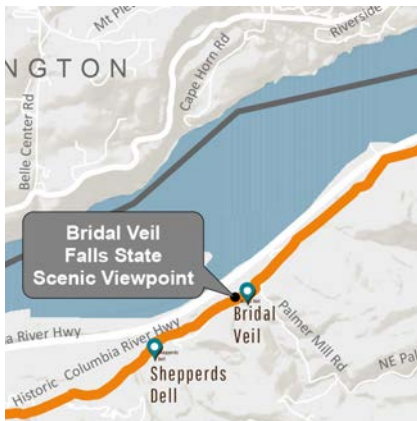 Mt Ple
Riverside
NGTON
Cape Horn Rd
Belle Center Rd
Bridal Veil
Falls State
Scenic Viewpoint
Bridal
Veil
a River Hwy
Historic Columbia River Hwy
Palmer Mill Rd
Shepperds
Dell
NE Pal